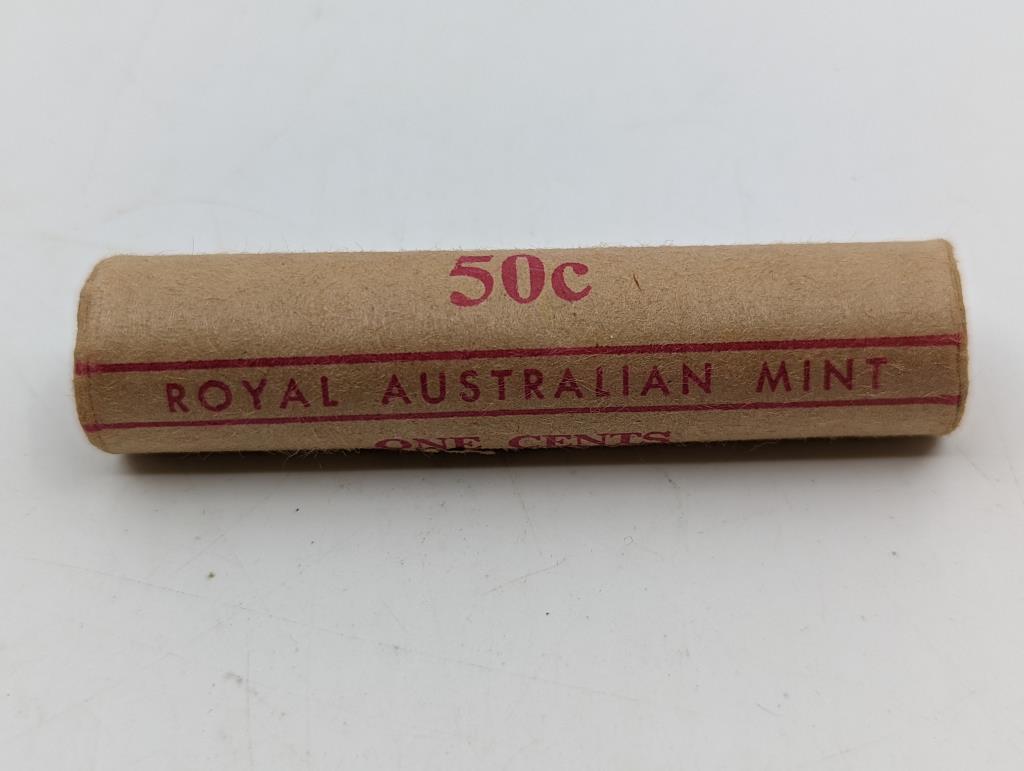 50c
ROYAL AUSTRALIAN MINT
ONE CENTS